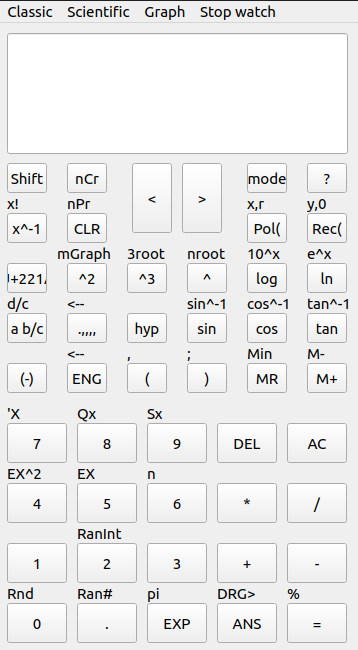 Classic Scientific Graph Stop watch
Shift nCr < > mode ?
x! nPr x,r y,0
x^-1 CLR Pol( Rec(
mGraph 3root nroot 10^x e^x
^2 ^3 ^ log ln
d/c <-- sin^-1 cos^-1 tan^-1
a b/c .,,,, hyp sin cos tan
<-- , ; Min M-
(-) ENG ( ) MR M+
'X Qx Sx
7 8 9 DEL AC
EX^2 EX n
4 5 6 * /
RanInt
1 2 3 + -
Rnd Ran# pi DRG> %
0 . EXP ANS =